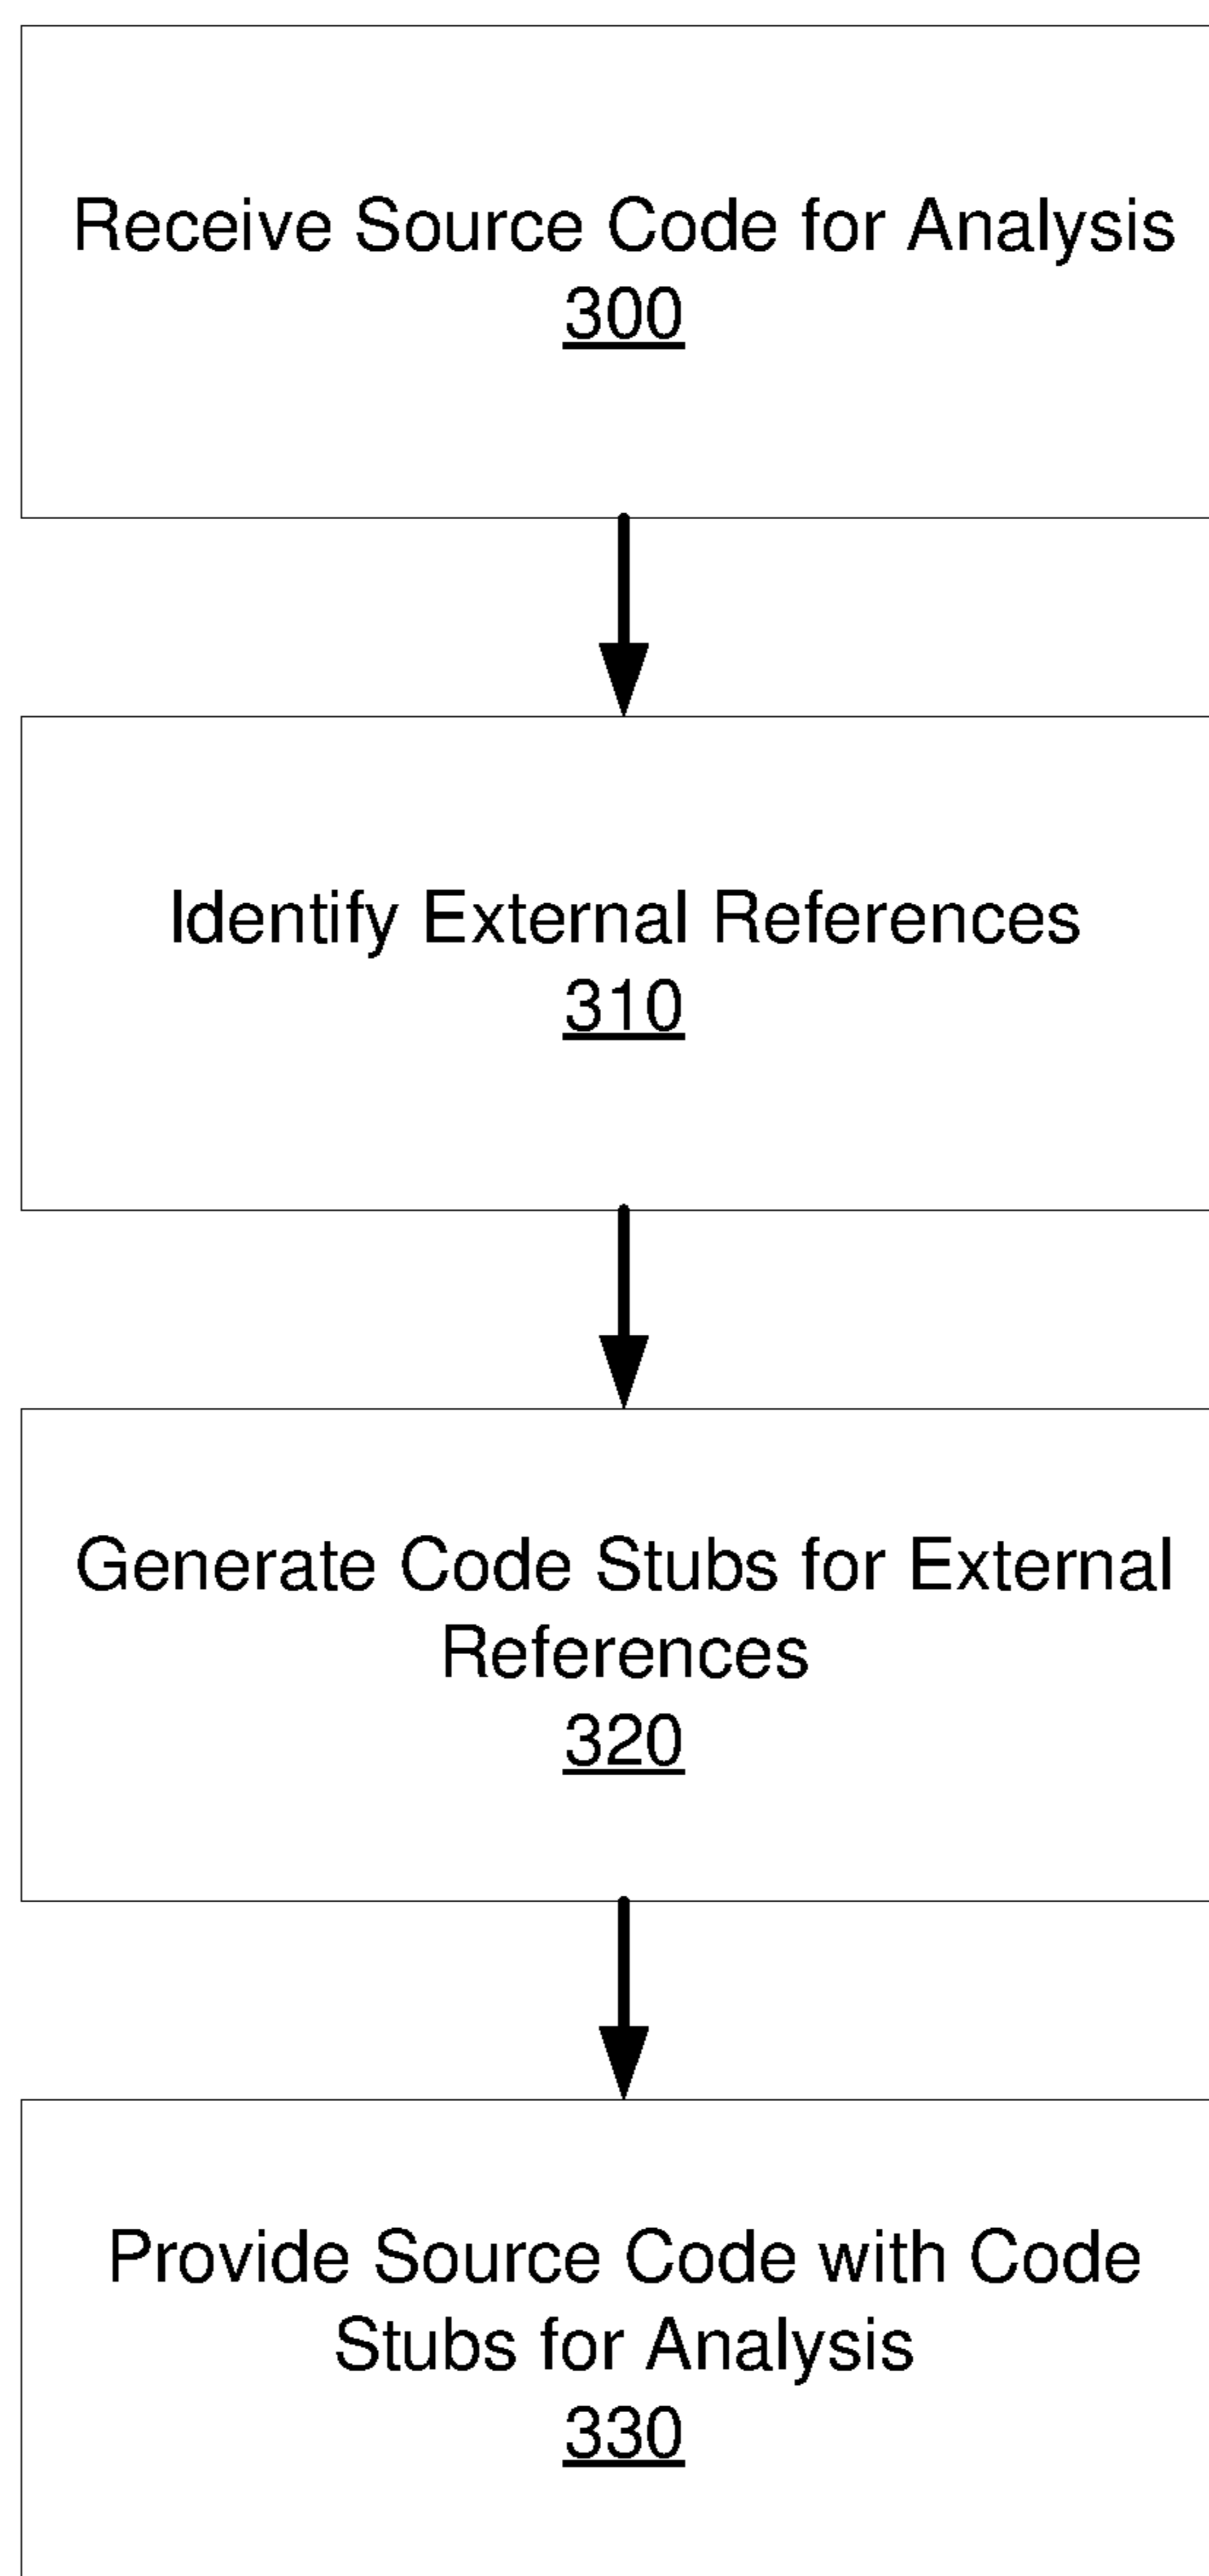 Receive Source Code for Analysis
300
Identify External References
310
Generate Code Stubs for External
References
320
Provide Source Code with Code
Stubs for Analysis
330